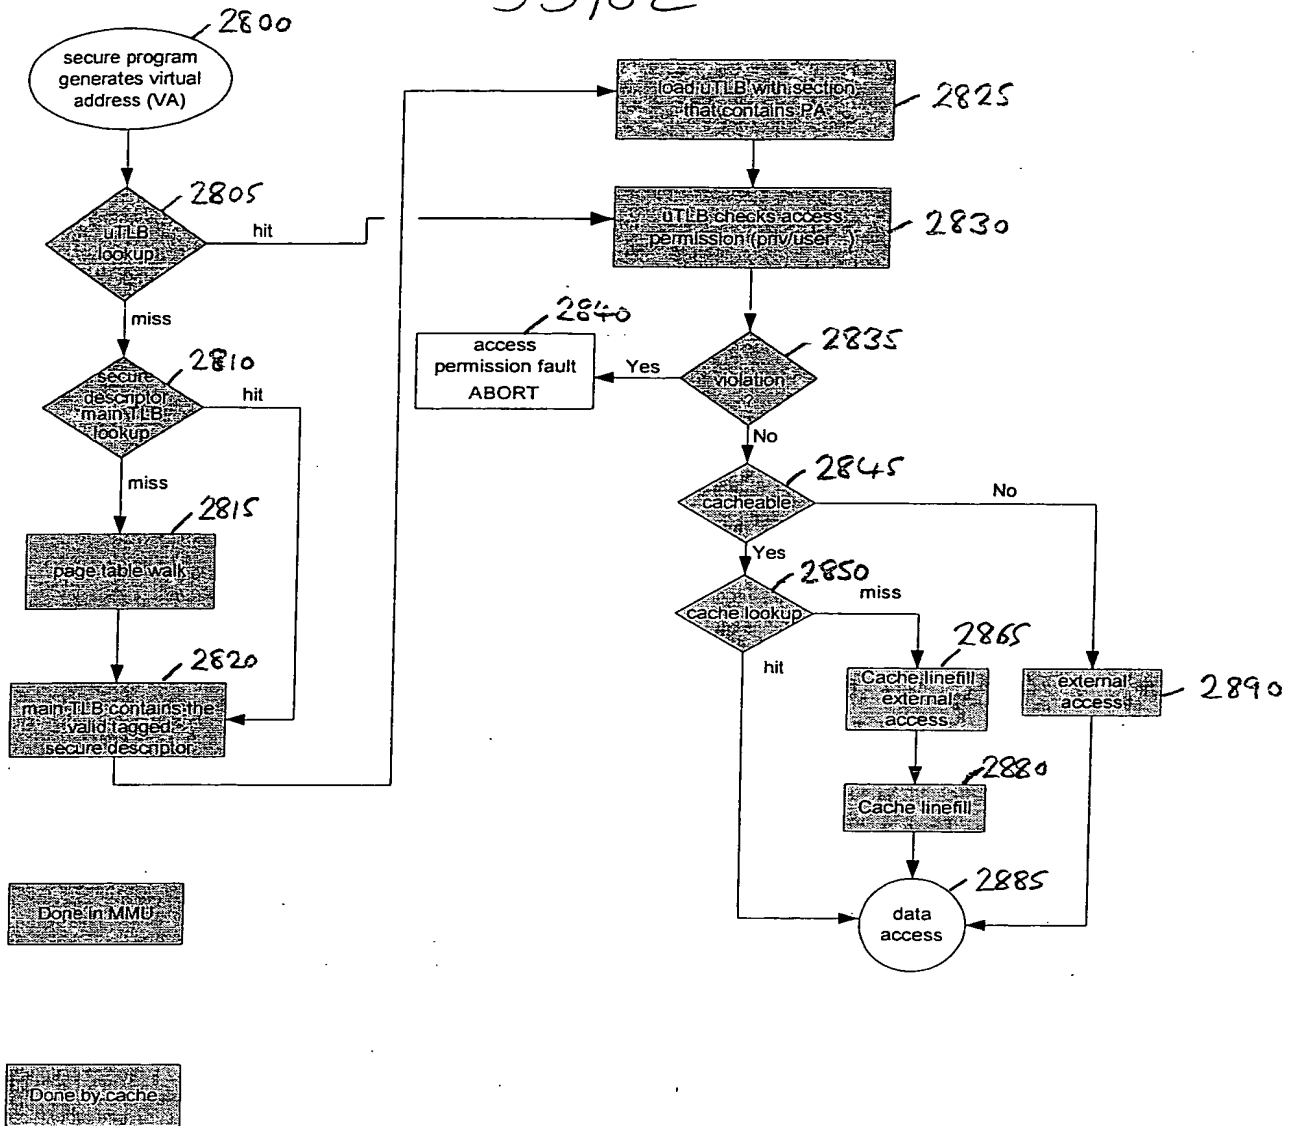 2800
secure program
generates virtual
address (VA)
2805
uTLB
lookup
hit
miss
2810
secure
descriptor
main TLB
lookup
hit
miss
2815
page table walk
2820
main TLB contains the
valid tagged
secure descriptor
load uTLB with section
that contains PA
2825
uTLB checks access
permission (priv/user...)
2830
2840
access
permission fault
ABORT
Yes
2835
violation
?
No
2845
cacheable
No
Yes
2850
cache lookup
miss
hit
2865
Cache linefill
external
access
external
access
2890
2880
Cache linefill
2885
data
access
Done in MMU
Done by cache